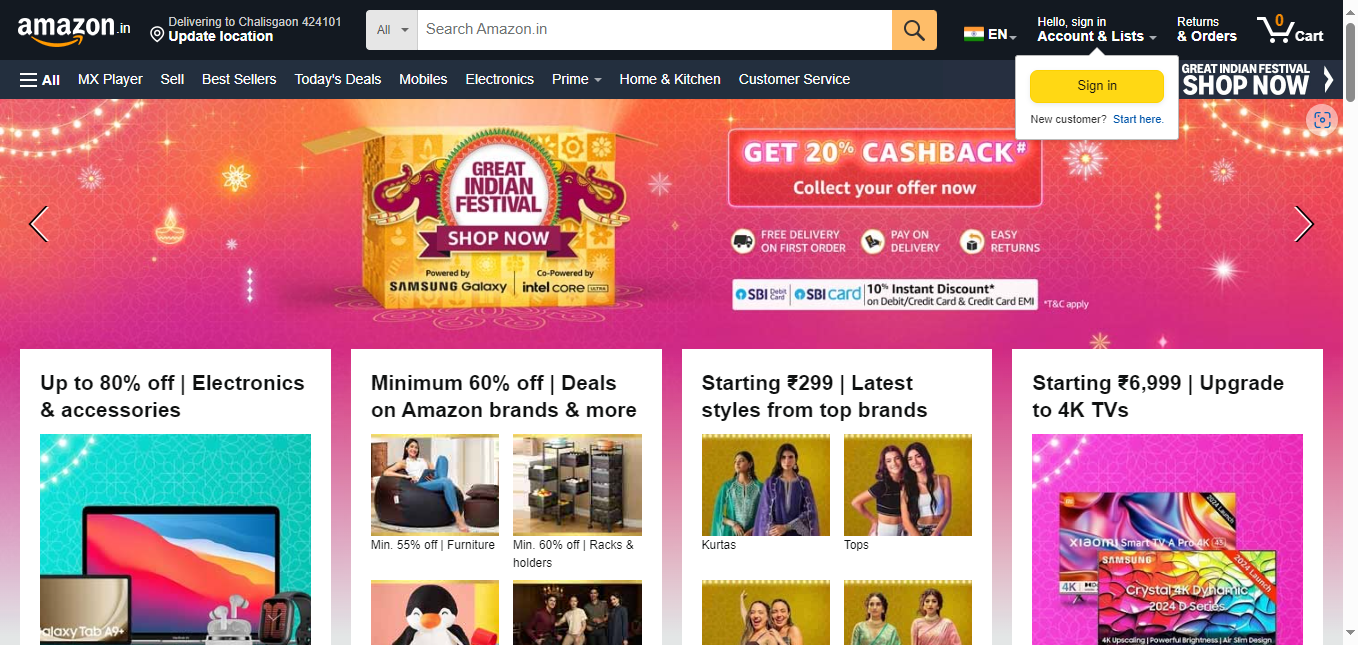 amazon.in
Delivering to Chalisgaon 424101
Update location
All
Search Amazon.in
EN
Hello, sign in
Account & Lists
Returns
& Orders
0
Cart
All
MX Player
Sell
Best Sellers
Today's Deals
Mobiles
Electronics
Prime
Home & Kitchen
Customer Service
GREAT INDIAN FESTIVAL
SHOP NOW
Sign in
New customer? Start here.
GREAT
INDIAN
FESTIVAL
SHOP NOW
Powered by
SAMSUNG Galaxy
Co-Powered by
intel CORE ULTRA
GET 20% CASHBACK#
Collect your offer now
FREE DELIVERY
ON FIRST ORDER
PAY ON
DELIVERY
EASY
RETURNS
SBI Debit Card
SBI card
10% Instant Discount*
on Debit/Credit Card & Credit Card EMI
*T&C apply
Up to 80% off | Electronics
& accessories
alaxy Tab A9+
Minimum 60% off | Deals
on Amazon brands & more
Min. 55% off | Furniture
Min. 60% off | Racks &
holders
Starting ₹299 | Latest
styles from top brands
Kurtas
Tops
Starting ₹6,999 | Upgrade
to 4K TVs
2024 Launch
XIAOMI Smart TV A Pro 4K 43
4K
SAMSUNG
2024 Launch
Crystal 4K Dynamic
2024 D Series
4K Upscaling | Powerful Brightness | Air Slim Design